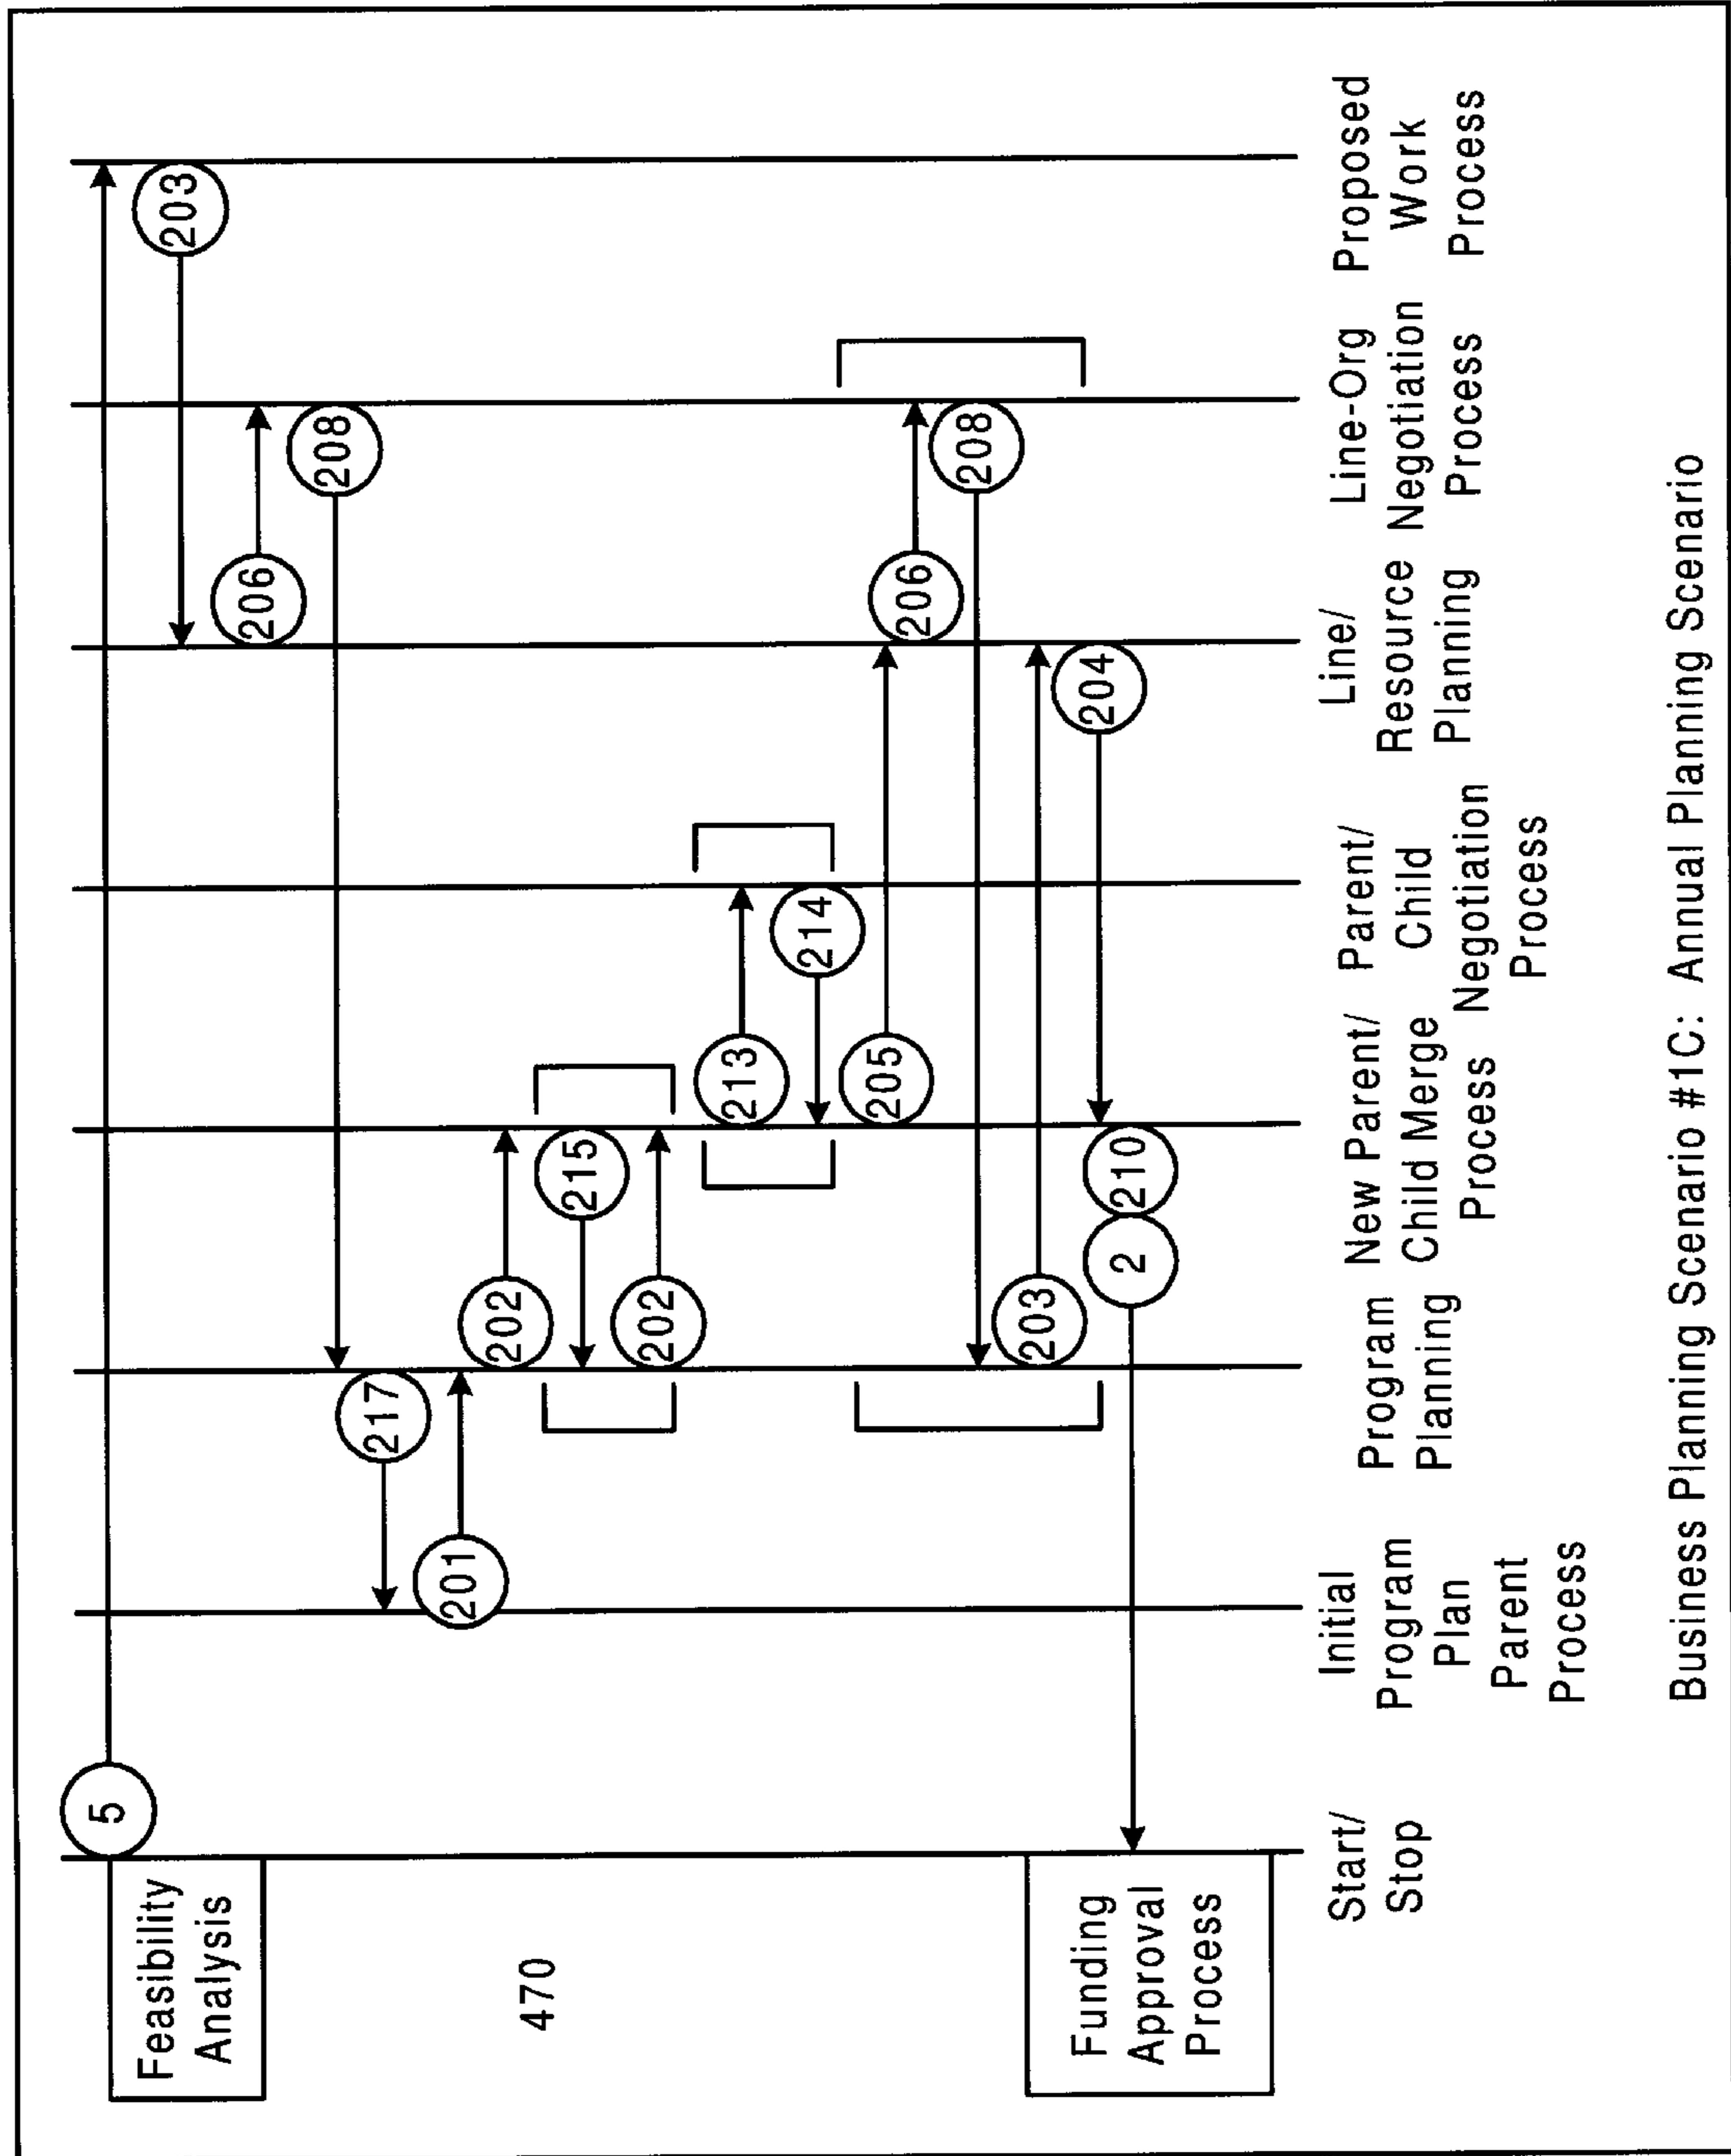 Feasibility
Analysis
5
203
206
208
217
201
202
215
202
470
213
214
205
206
208
203
204
Funding
Approval
Process
2
210
Start/
Stop
Initial
Program
Plan
Parent
Process
Program
Planning
New Parent/
Child Merge
Process
Parent/
Child
Negotiation
Process
Line/
Resource
Planning
Line-Org
Negotiation
Process
Proposed
Work
Process
Business Planning Scenario #1C: Annual Planning Scenario